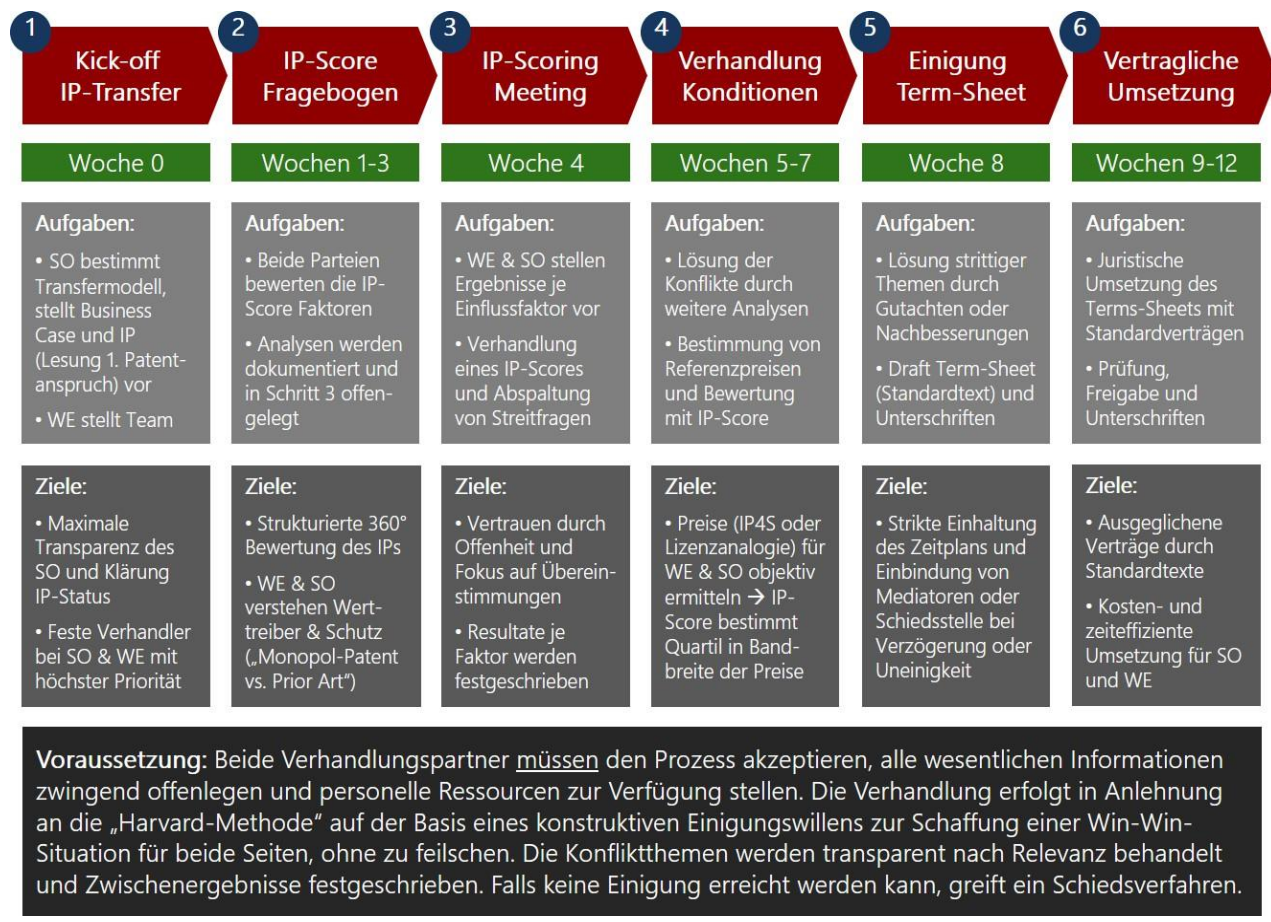 1
Kick-off
IP-Transfer
2
IP-Score
Fragebogen
3
IP-Scoring
Meeting
4
Verhandlung
Konditionen
5
Einigung
Term-Sheet
6
Vertragliche
Umsetzung
Woche 0
Wochen 1-3
Woche 4
Wochen 5-7
Woche 8
Wochen 9-12
Aufgaben:
• SO bestimmt
Transfermodell,
stellt Business
Case und IP
(Lesung 1. Patent-
anspruch) vor
• WE stellt Team
Aufgaben:
• Beide Parteien
bewerten die IP-
Score Faktoren
• Analysen werden
dokumentiert und
in Schritt 3 offen-
gelegt
Aufgaben:
• WE & SO stellen
Ergebnisse je
Einflussfaktor vor
• Verhandlung
eines IP-Scores
und Abspaltung
von Streitfragen
Aufgaben:
• Lösung der
Konflikte durch
weitere Analysen
• Bestimmung von
Referenzpreisen
und Bewertung
mit IP-Score
Aufgaben:
• Lösung strittiger
Themen durch
Gutachten oder
Nachbesserungen
• Draft Term-Sheet
(Standardtext) und
Unterschriften
Aufgaben:
• Juristische
Umsetzung des
Terms-Sheets mit
Standardverträgen
• Prüfung,
Freigabe und
Unterschriften
Ziele:
• Maximale
Transparenz des
SO und Klärung
IP-Status
• Feste Verhandler
bei SO & WE mit
höchster Priorität
Ziele:
• Strukturierte 360°
Bewertung des IPs
• WE & SO
verstehen Wert-
treiber & Schutz
(„Monopol-Patent
vs. Prior Art“)
Ziele:
• Vertrauen durch
Offenheit und
Fokus auf Überein-
stimmungen
• Resultate je
Faktor werden
festgeschrieben
Ziele:
• Preise (IP4S oder
Lizenzanalogie) für
WE & SO objektiv
ermitteln → IP-
Score bestimmt
Quartil in Band-
breite der Preise
Ziele:
• Strikte Einhaltung
des Zeitplans und
Einbindung von
Mediatoren oder
Schiedsstelle bei
Verzögerung oder
Uneinigkeit
Ziele:
• Ausgeglichene
Verträge durch
Standardtexte
• Kosten- und
zeiteffiziente
Umsetzung für SO
und WE
Voraussetzung: Beide Verhandlungspartner müssen den Prozess akzeptieren, alle wesentlichen Informationen
zwingend offenlegen und personelle Ressourcen zur Verfügung stellen. Die Verhandlung erfolgt in Anlehnung
an die „Harvard-Methode“ auf der Basis eines konstruktiven Einigungswillens zur Schaffung einer Win-Win-
Situation für beide Seiten, ohne zu feilschen. Die Konfliktthemen werden transparent nach Relevanz behandelt
und Zwischenergebnisse festgeschrieben. Falls keine Einigung erreicht werden kann, greift ein Schiedsverfahren.